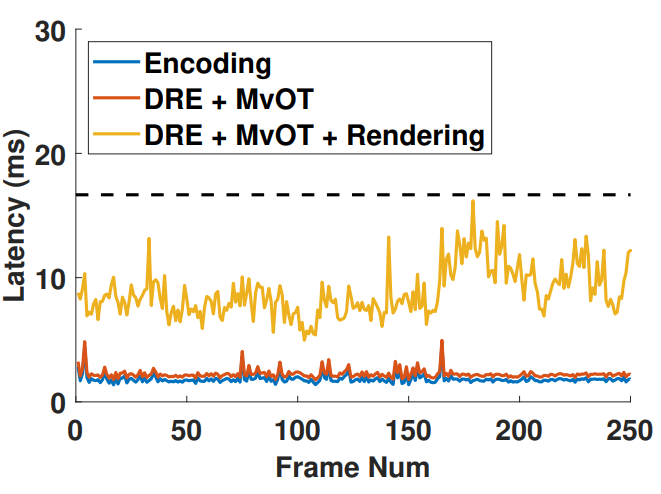 30
20
10
0
Latency (ms)
Encoding
DRE + MvOT
DRE + MvOT + Rendering
0 50 100 150 200 250
Frame Num